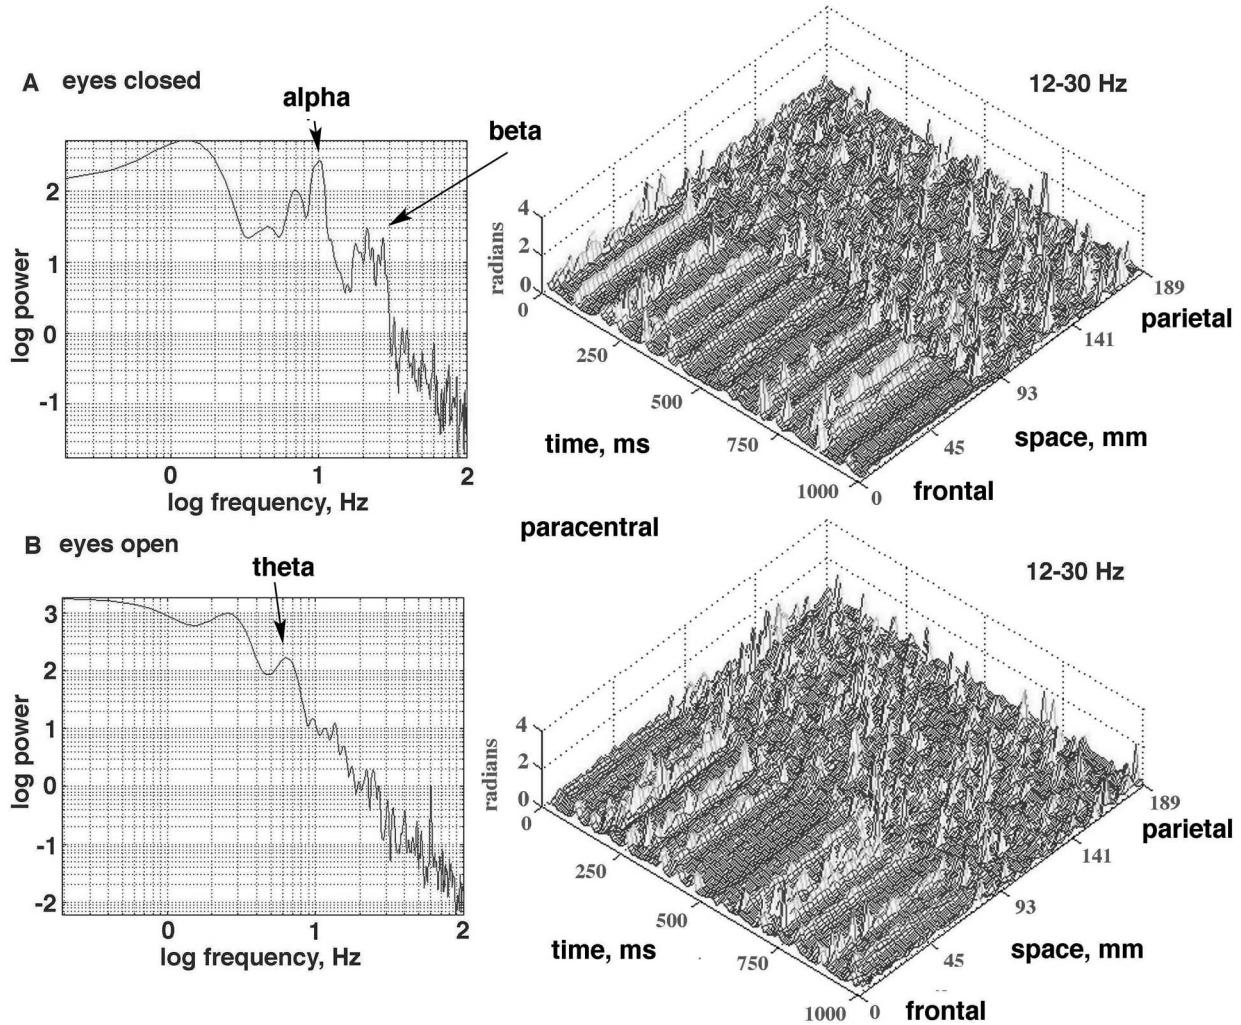 A eyes closed
alpha
beta
2
1
0
-1
log power
0 1 2
log frequency, Hz
12-30 Hz
4
2
0
radians
0
250
500
750
1000
time, ms
189
141
93
45
0
parietal
space, mm
frontal
paracentral
B eyes open
theta
3
2
1
0
-1
-2
log power
0 1 2
log frequency, Hz
12-30 Hz
4
2
0
radians
0
250
500
750
1000
time, ms
189
141
93
45
0
parietal
space, mm
frontal